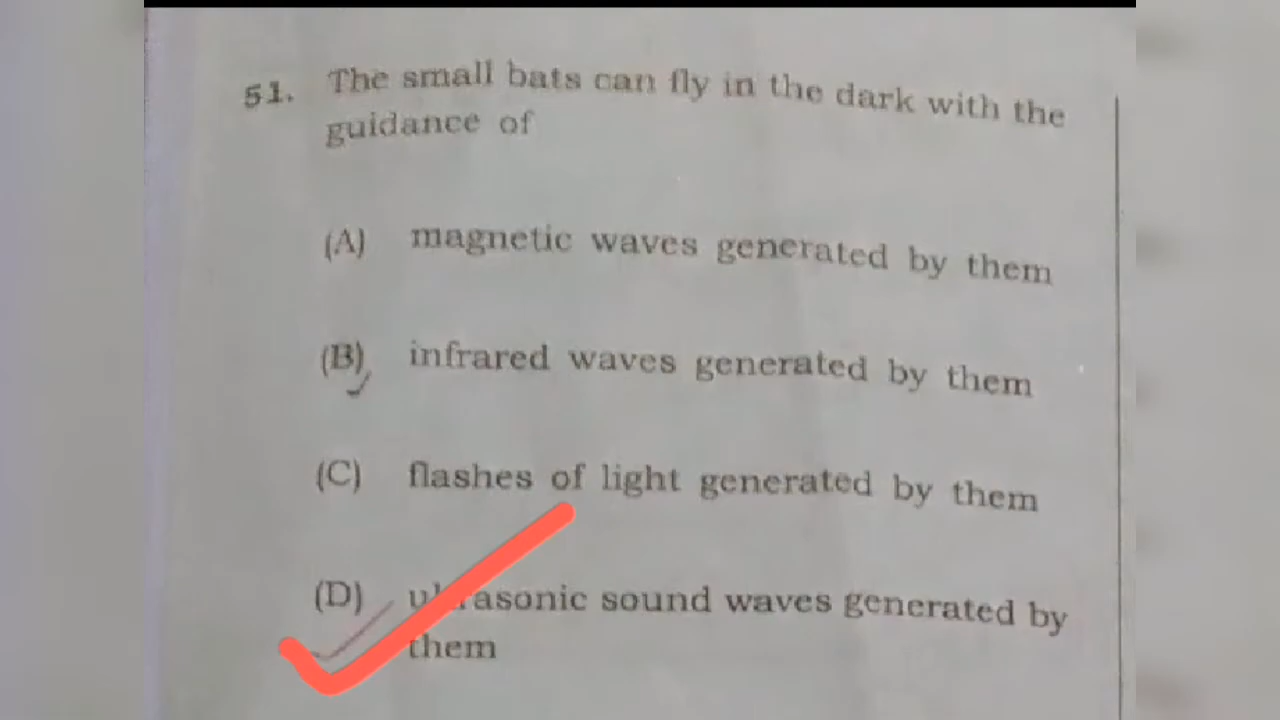 51. The small bats can fly in the dark with the
guidance of
(A) magnetic waves generated by them
(B) infrared waves generated by them
(C) flashes of light generated by them
(D) ultrasonic sound waves generated by
them